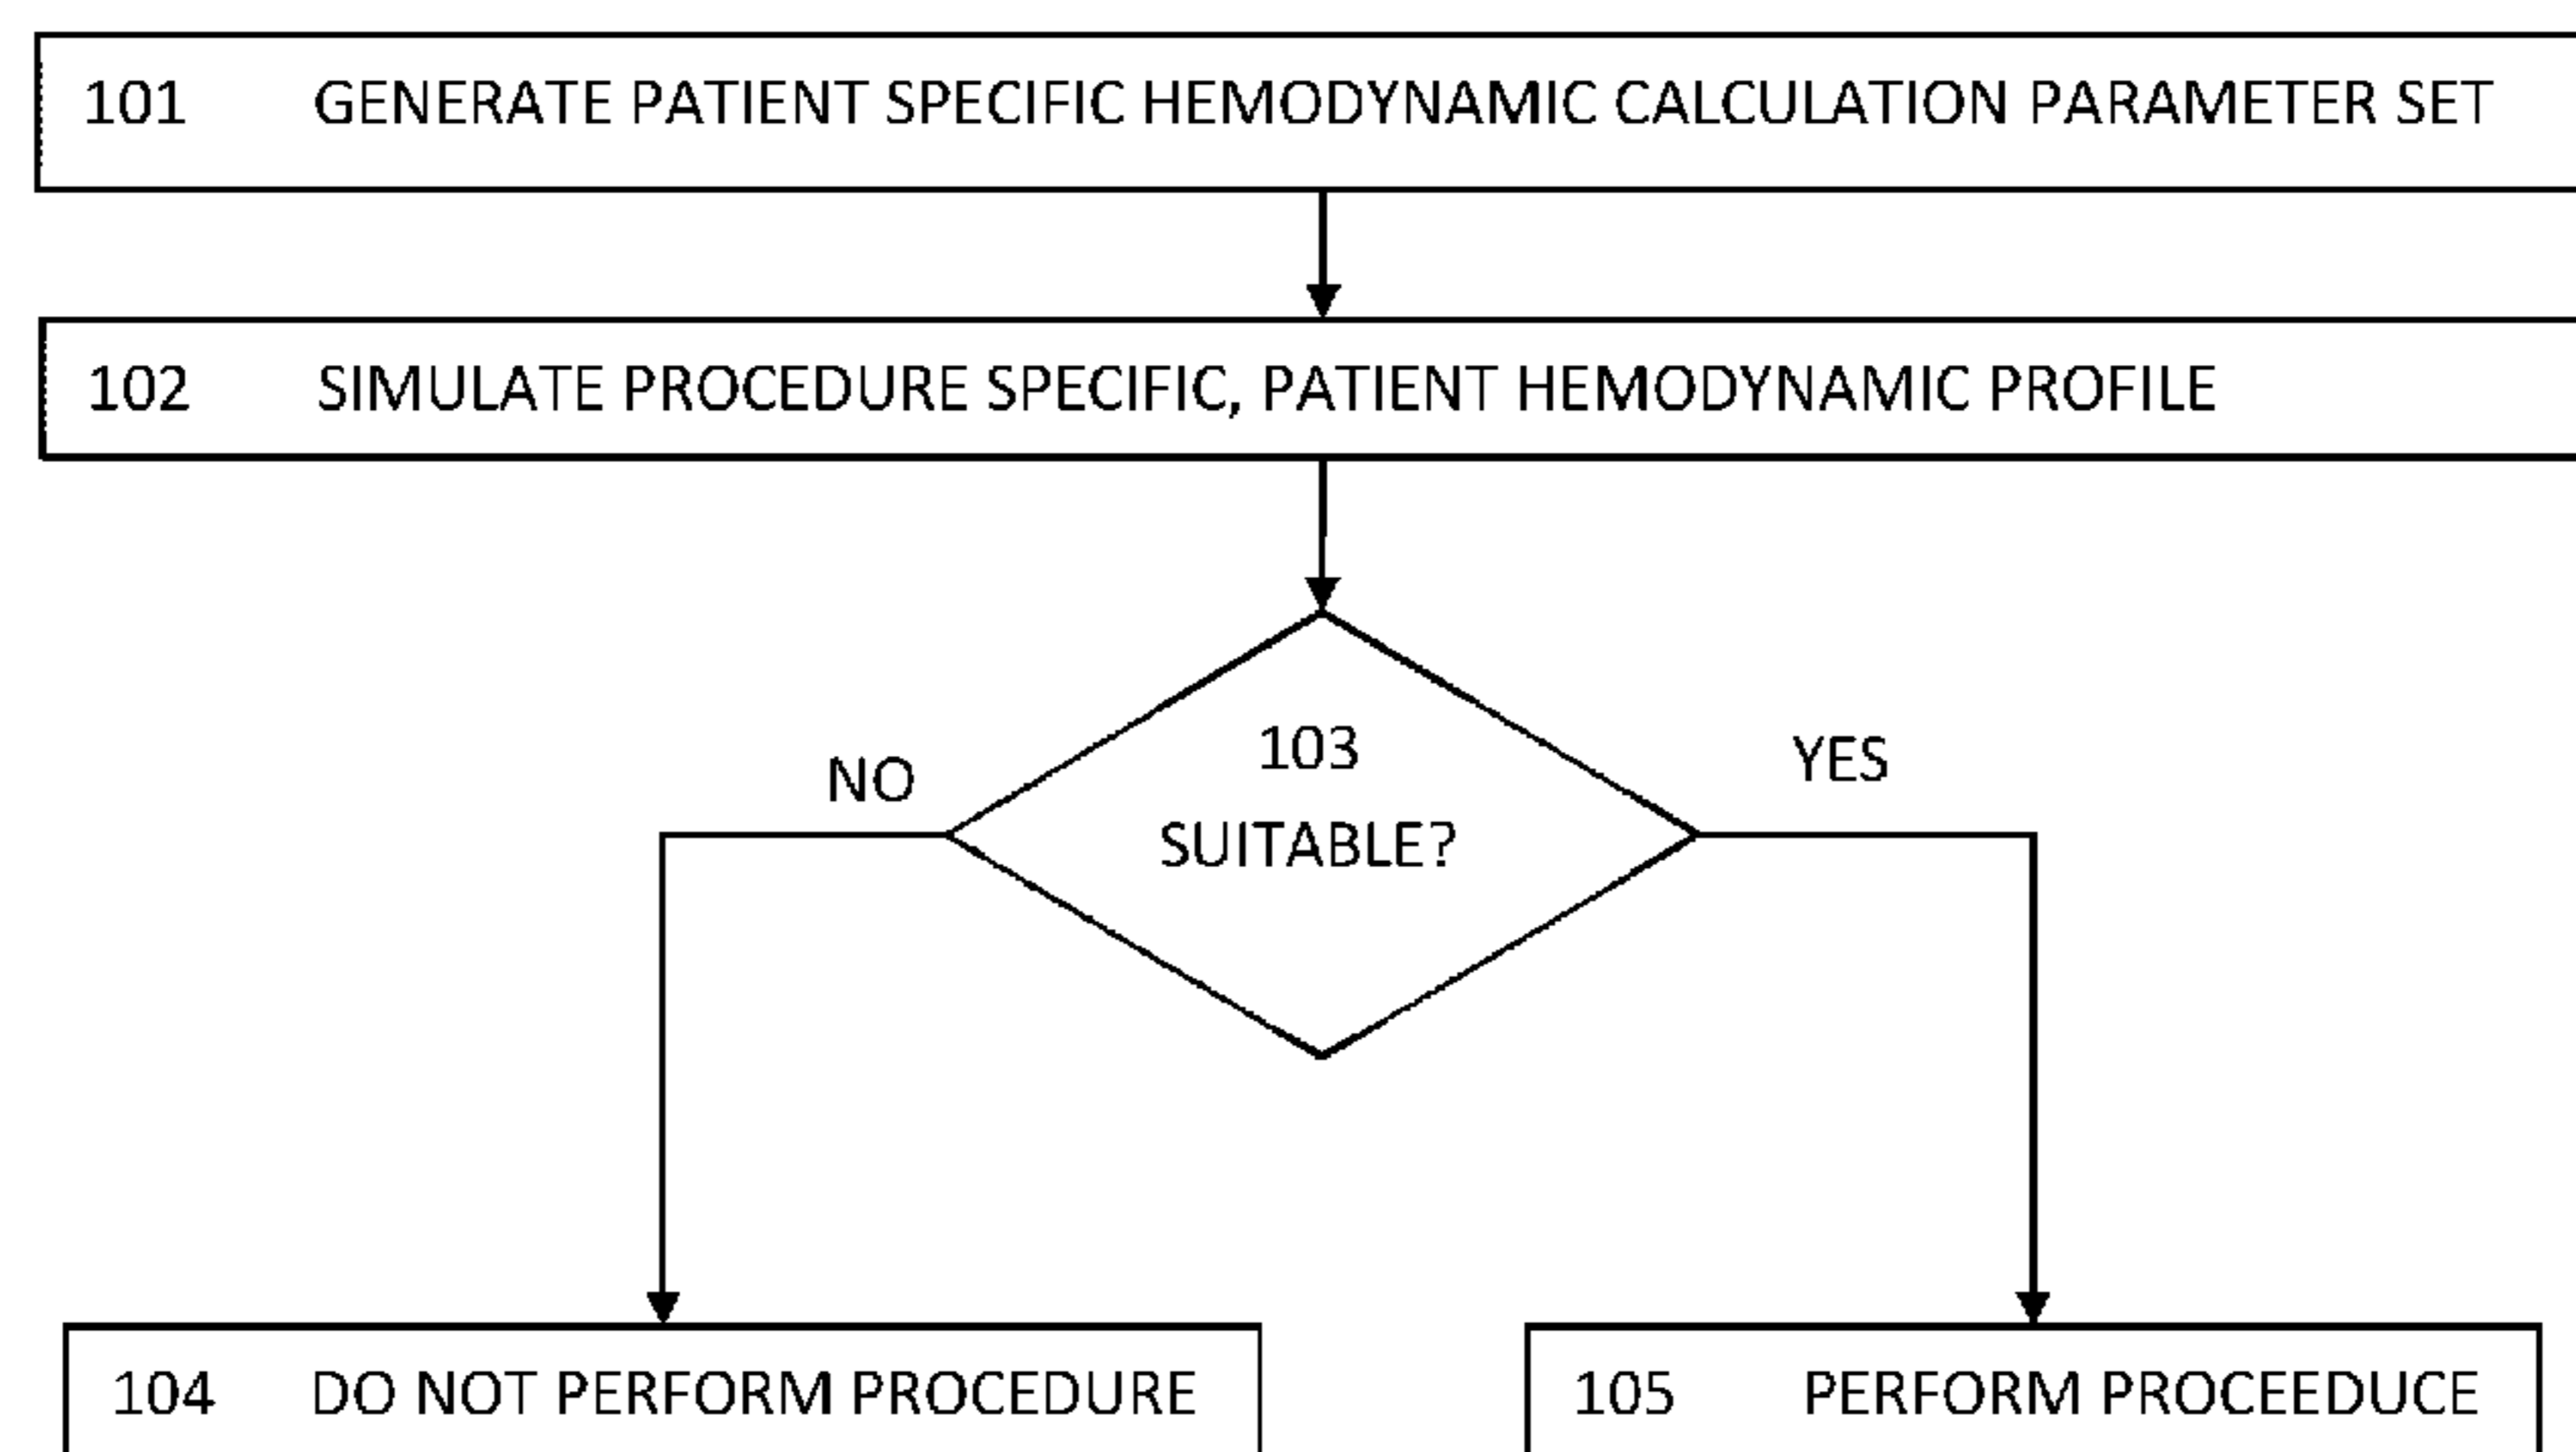 101 GENERATE PATIENT SPECIFIC HEMODYNAMIC CALCULATION PARAMETER SET
102 SIMULATE PROCEDURE SPECIFIC, PATIENT HEMODYNAMIC PROFILE
103
SUITABLE?
NO
YES
104 DO NOT PERFORM PROCEDURE
105 PERFORM PROCEEDUCE